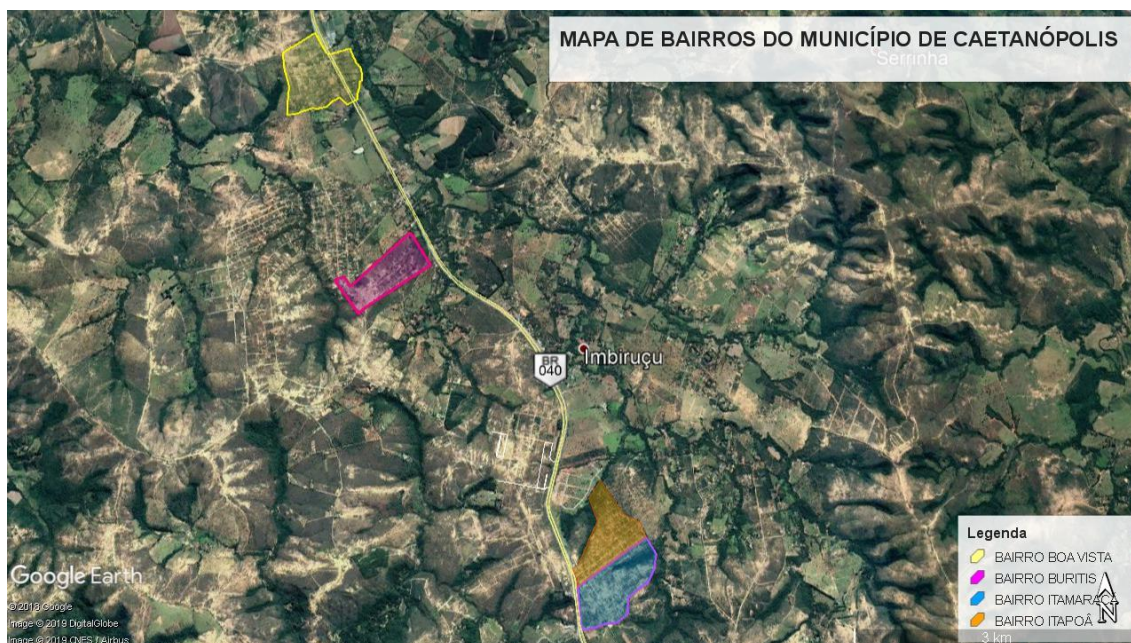 MAPA DE BAIRROS DO MUNICÍPIO DE CAETANÓPOLIS
Serrinha
BR
040
Imbiruçu
Legenda
BAIRRO BOA VISTA
BAIRRO BURITIS
BAIRRO ITAMARACÁ
BAIRRO ITAPOÃ
N
3 km
Google Earth
© 2018 Google
Image © 2019 DigitalGlobe
Image © 2019 CNES / Airbus